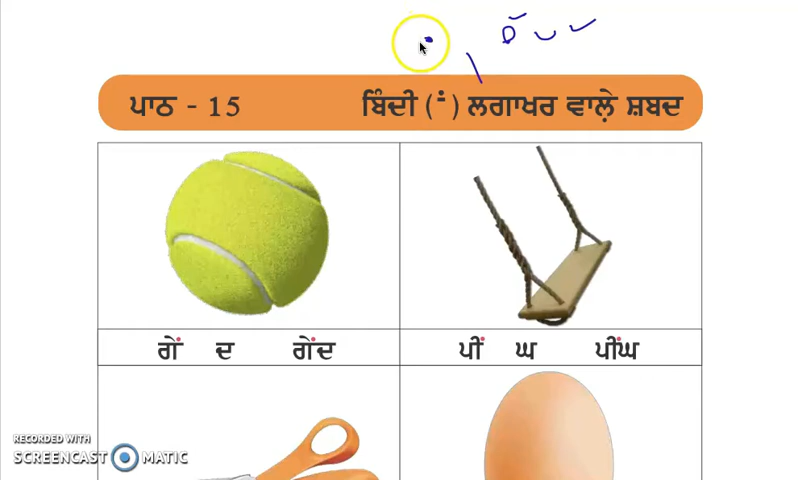 ਪਾਠ - 15 ਬਿੰਦੀ (ਂ) ਲਗਾਖਰ ਵਾਲ਼ੇ ਸ਼ਬਦ
ਗੇਂ ਦ ਗੇਂਦ
ਪੀਂ ਘ ਪੀਂਘ
RECORDED WITH
SCREENCAST MATIC